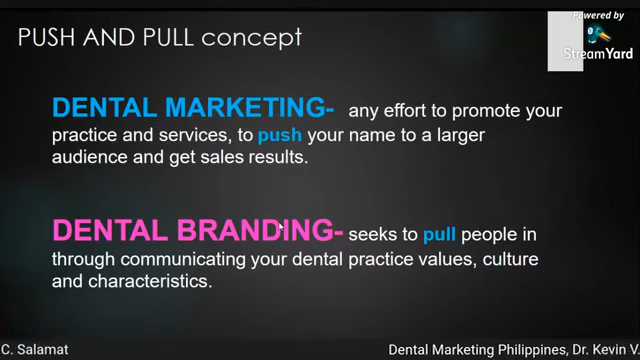 Powered by
StreamYard
PUSH AND PULL concept
DENTAL MARKETING- any effort to promote your
practice and services, to push your name to a larger
audience and get sales results.
DENTAL BRANDING- seeks to pull people in
through communicating your dental practice values, culture
and characteristics.
C. Salamat
Dental Marketing Philippines, Dr. Kevin V.